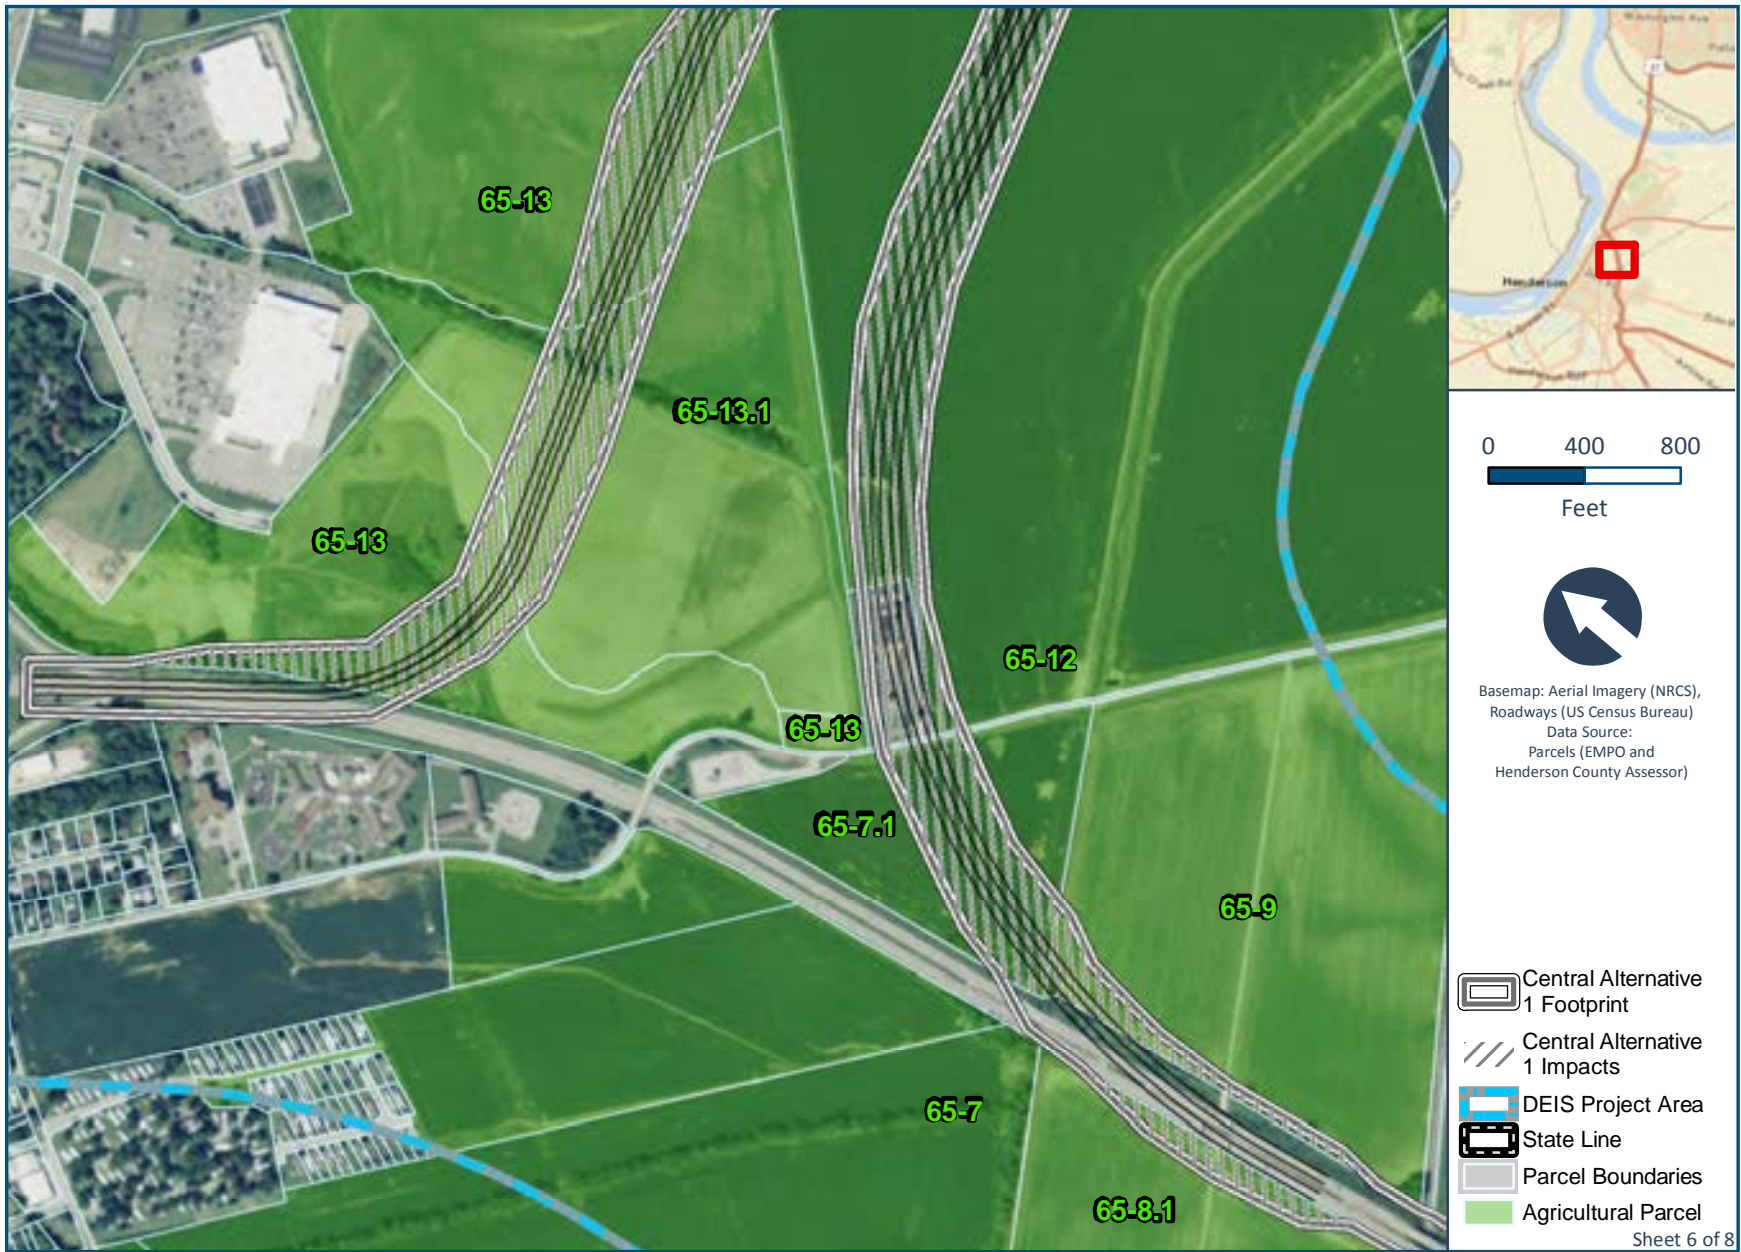 65-13
65-13.1
65-13
65-12
65-13
65-7.1
65-9
65-7
65-8.1
Henderson
0 400 800
Feet
Basemap: Aerial Imagery (NRCS),
Roadways (US Census Bureau)
Data Source:
Parcels (EMPO and
Henderson County Assessor)
Central Alternative
1 Footprint
Central Alternative
1 Impacts
DEIS Project Area
State Line
Parcel Boundaries
Agricultural Parcel
Sheet 6 of 8